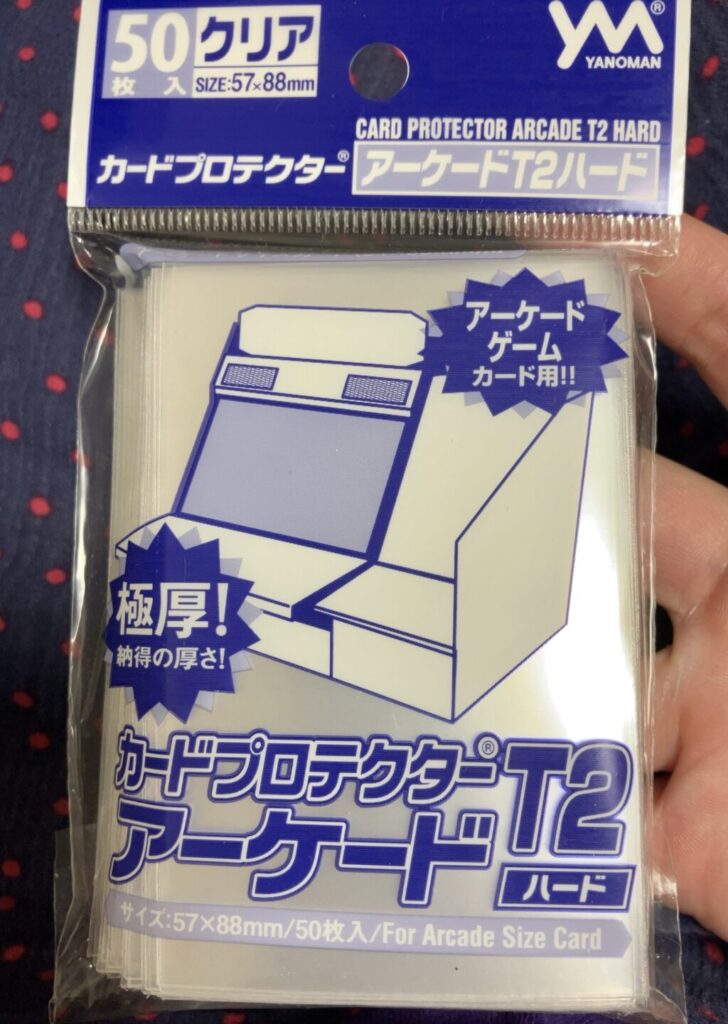 50
枚入
クリア
SIZE:57×88mm
YM®
YANOMAN
CARD PROTECTOR ARCADE T2 HARD
カードプロテクター®
アーケードT2ハード
アーケード
ゲーム
カード用!!
極厚!
納得の厚さ!
カードプロテクター®
アーケード
T2
ハード
サイズ:57×88mm/50枚入/For Arcade Size Card